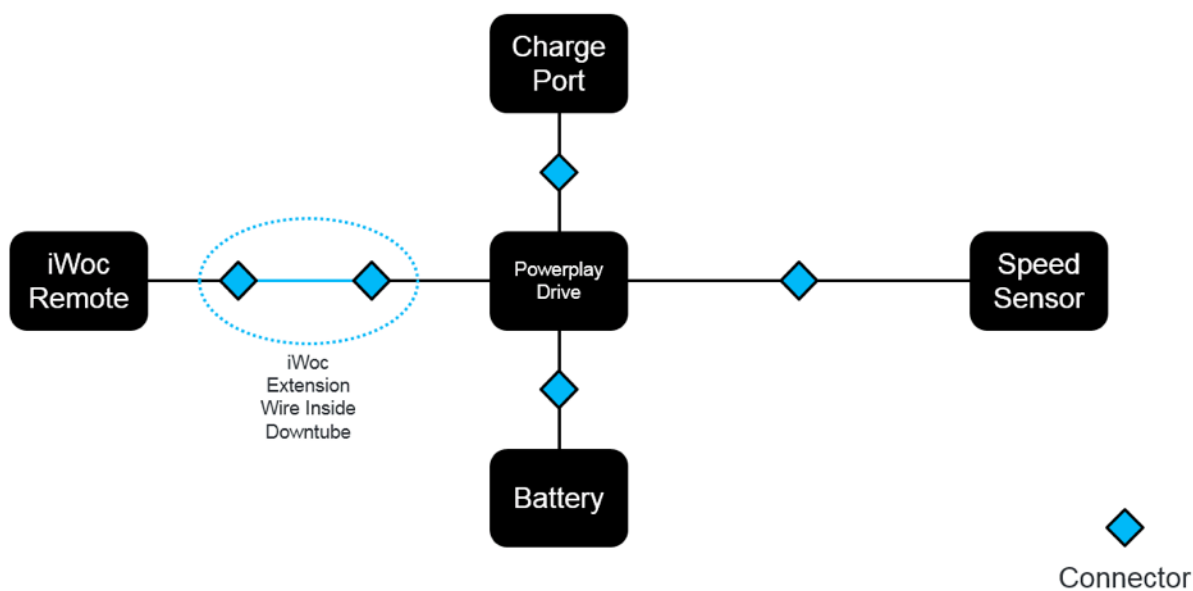 Charge
Port
iWoc
Remote
Powerplay
Drive
Speed
Sensor
iWoc
Extension
Wire Inside
Downtube
Battery
Connector